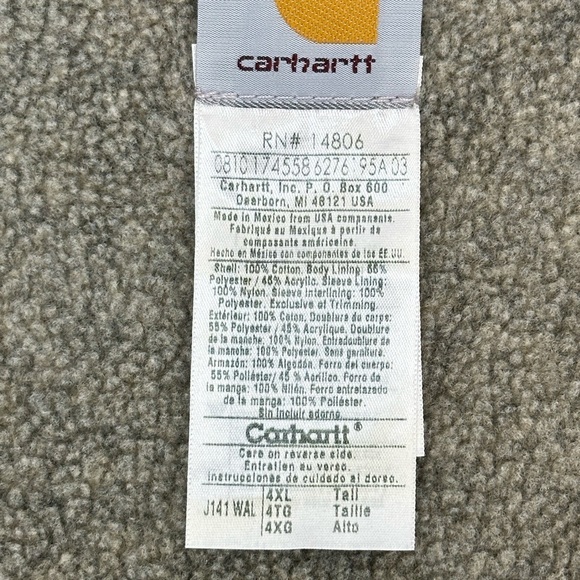 carhartt
RN# 14806
08101745586276195A03
Carhartt, Inc. P. O. Box 600
Dearborn, MI 48121 USA
Made in Mexico from USA components.
Fabriqué au Mexique à partir de
composants américains.
Hecho en México con componentes de los EE.UU.
Shell: 100% Cotton. Body Lining: 55%
Polyester / 45% Acrylic. Sleeve Lining:
100% Nylon. Sleeve Interlining: 100%
Polyester. Exclusive of Trimming.
Extérieur: 100% Coton. Doublure du corps:
55% Polyester / 45% Acrylique. Doublure
de la manche: 100% Nylon. Entredoublure de
la manche: 100% Polyester. Sans garniture.
Armazón: 100% Algodón. Forro del cuerpo:
55% Poliéster/ 45 % Acrílico. Forro de
la manga: 100% Nilón. Forro entrelazado
de la manga: 100% Poliéster.
Sin incluir adorno.
Carhartt®
Care on reverse side.
Entretien au verso.
Instrucciones de cuidado al dorso.
4XL Tall
J141 WAL 4TG Taille
4XG Alto